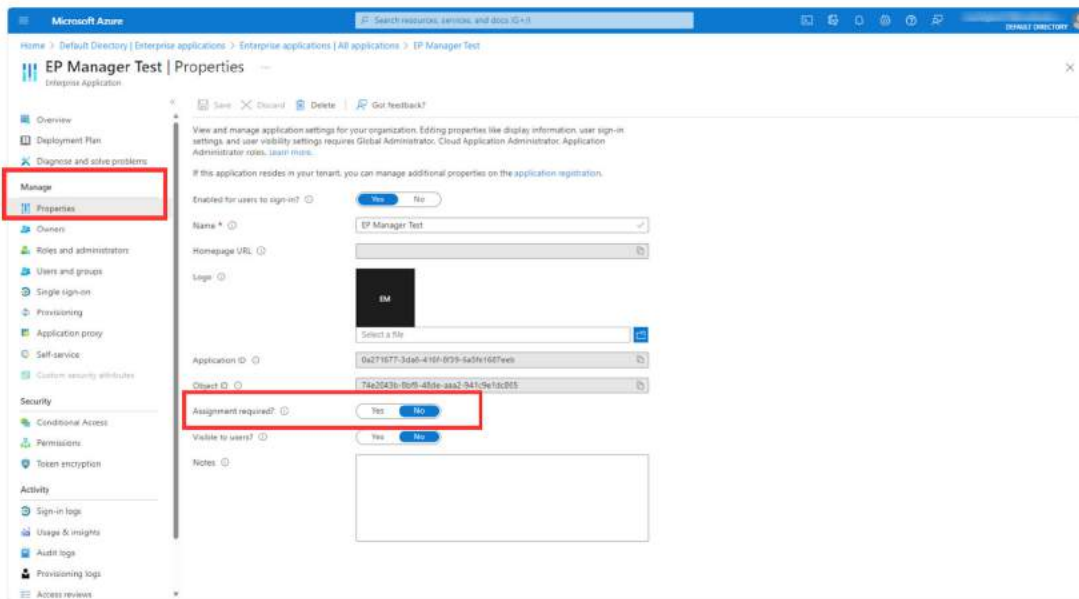 Microsoft Azure
Search resources, services, and docs (G+/)
DEFAULT DIRECTORY
Home > Default Directory | Enterprise applications > Enterprise applications | All applications > EP Manager Test
EP Manager Test | Properties
Enterprise Application
Save Discard Delete Got feedback?
Overview
Deployment Plan
Diagnose and solve problems
Manage
Properties
Owners
Roles and administrators
Users and groups
Single sign-on
Provisioning
Application proxy
Self-service
Custom security attributes
Security
Conditional Access
Permissions
Token encryption
Activity
Sign-in logs
Usage & insights
Audit logs
Provisioning logs
Access reviews
View and manage application settings for your organization. Editing properties like display information, user sign-in
settings, and user visibility settings requires Global Administrator, Cloud Application Administrator, Application
Administrator roles. Learn more.
If this application resides in your tenant, you can manage additional properties on the application registration.
Enabled for users to sign-in? Yes No
Name * EP Manager Test
Homepage URL
Logo
EM
Select a file
Application ID
Object ID
Assignment required? Yes No
Visible to users? Yes No
Notes